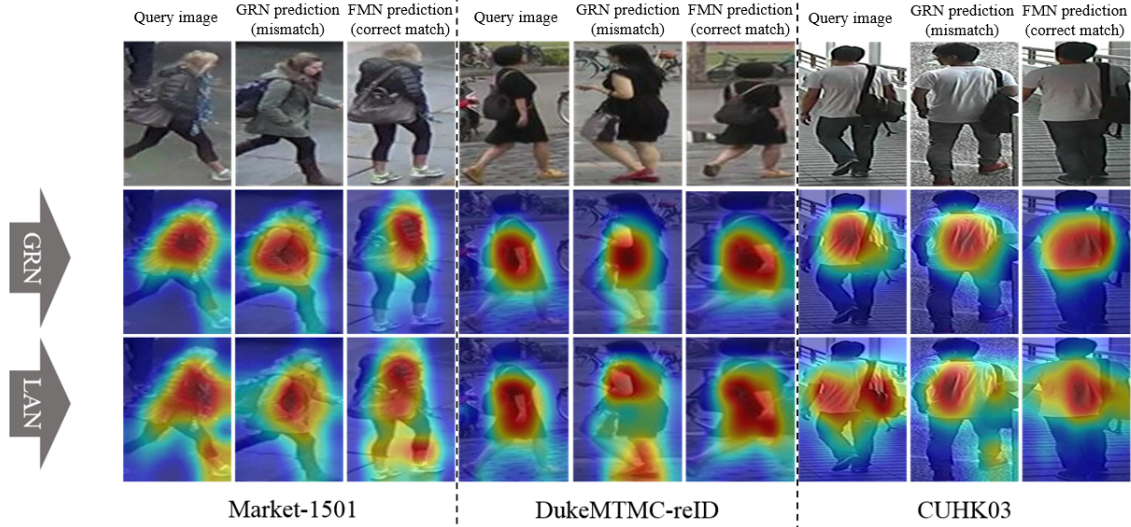 Query image
GRN prediction
(mismatch)
FMN prediction
(correct match)
Query image
GRN prediction
(mismatch)
FMN prediction
(correct match)
Query image
GRN prediction
(mismatch)
FMN prediction
(correct match)
GRN
LAN
Market-1501
DukeMTMC-reID
CUHK03